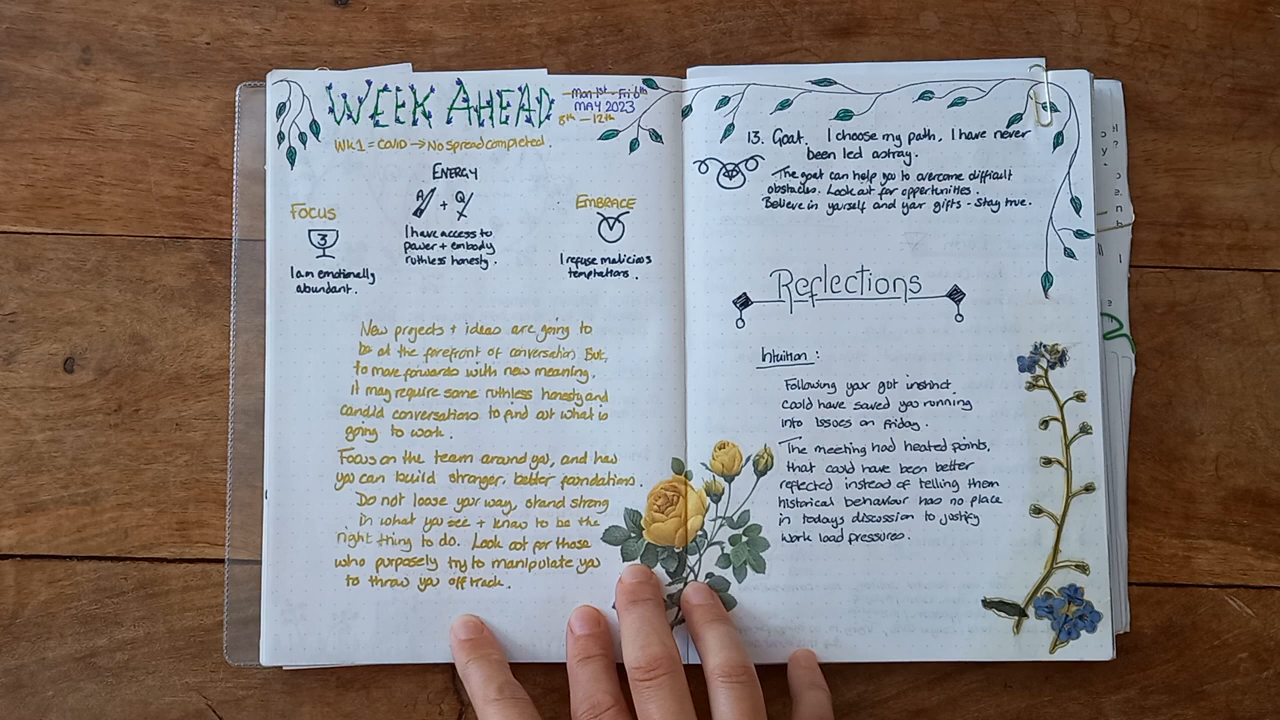 WEEK AHEAD
Mon 1st - Fri 6th
MAY 2023
8th - 12th
WK1 = COVID → No spread completed.
ENERGY
A + Q
I have access to
power + embody
ruthless honesty.
FOCUS
3
I am emotionally
abundant.
EMBRACE
I refuse malicious
temptations.
New projects + ideas are going to
be at the forefront of conversation. But,
to move forwards with new meaning.
it may require some ruthless honesty and
candid conversations to find out what is
going to work.
Focus on the team around you, and how
you can build stronger, better foundations.
Do not loose your way, stand strong
in what you see + know to be the
right thing to do. Look out for those
who purposely try to manipulate you
to throw you off track.
13. Goat. I choose my path, I have never
been led astray.
The goat can help you to overcome difficult
obstacles. Look out for opportunities.
Believe in yourself and your gifts - Stay true.
Reflections
Intuition:
Following your gut instinct
could have saved you running
into issues on Friday.
The meeting had heated points,
that could have been better
reflected instead of telling them
historical behaviour has no place
in todays discussion to justify
work load pressures.